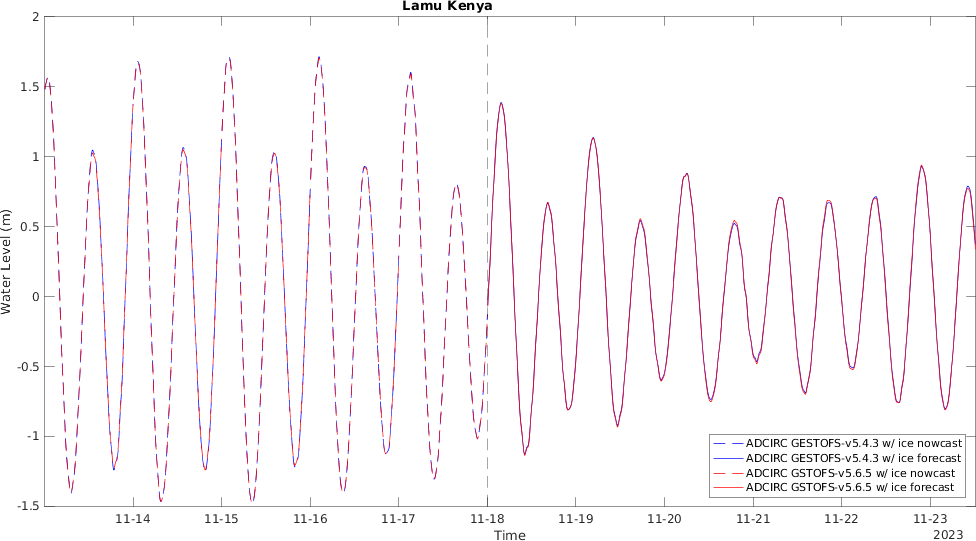 Lamu Kenya
2
1.5
1
0.5
0
-0.5
-1
-1.5
Water Level (m)
ADCIRC GESTOFS-v5.4.3 w/ ice nowcast
ADCIRC GESTOFS-v5.4.3 w/ ice forecast
ADCIRC GSTOFS-v5.6.5 w/ ice nowcast
ADCIRC GSTOFS-v5.6.5 w/ ice forecast
11-14 11-15 11-16 11-17 11-18 11-19 11-20 11-21 11-22 11-23
Time 2023